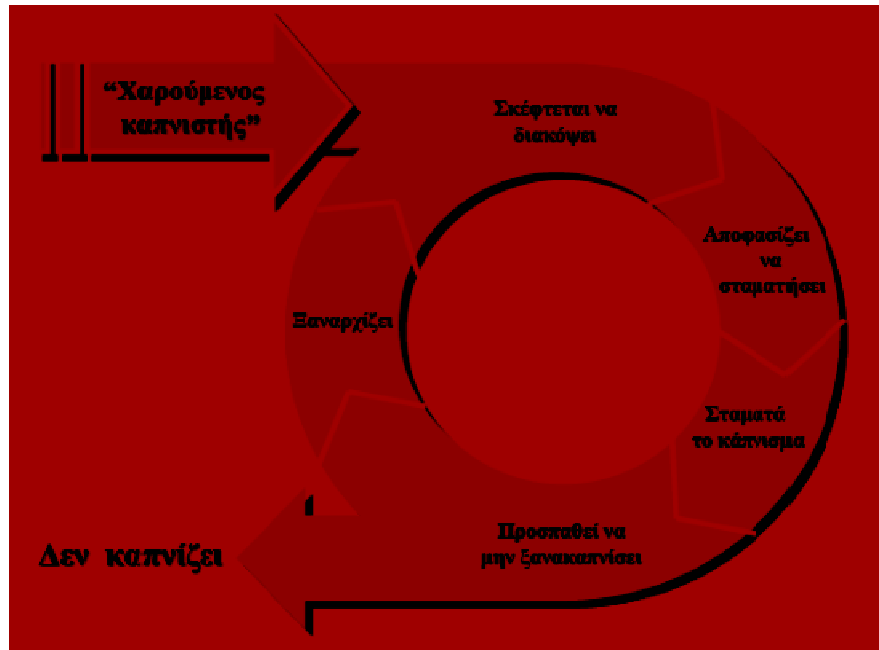 “Χαρούμενος
καπνιστής”
Σκέφτεται να
διακόψει
Αποφασίζει
να
σταματήσει
Σταματά
το κάπνισμα
Προσπαθεί να
μην ξανακαπνίσει
Ξαναρχίζει
Δεν καπνίζει